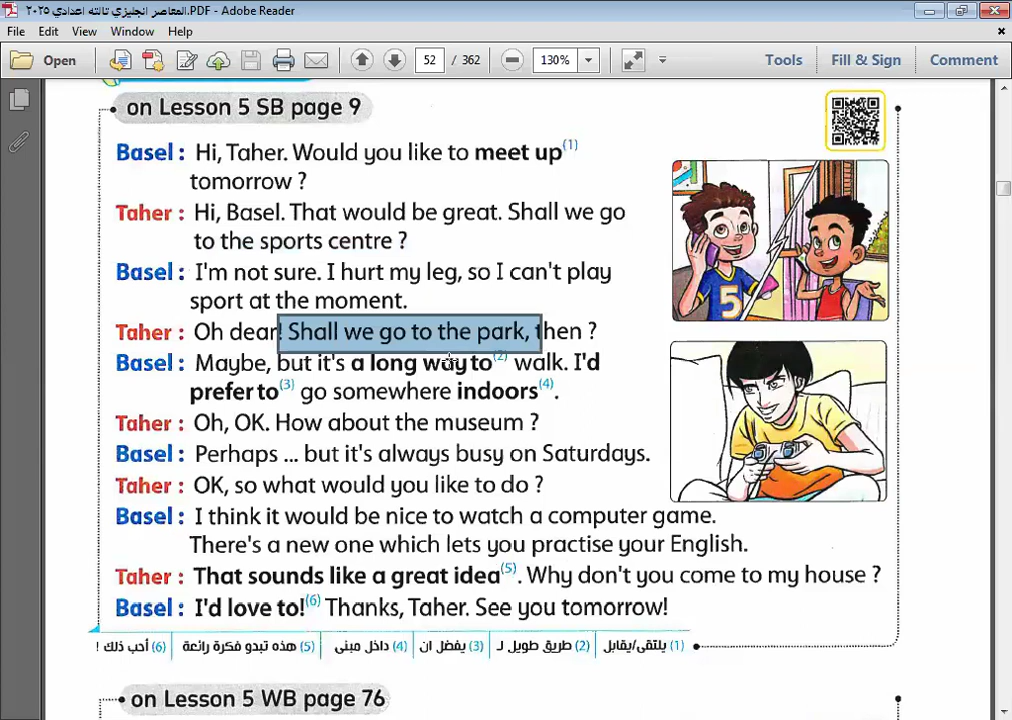 المعاصر انجليزي تالته اعدادي ٢٠٢٥.PDF - Adobe Reader
File Edit View Window Help
Open 52 / 362 130% Tools Fill & Sign Comment
on Lesson 5 SB page 9
Basel : Hi, Taher. Would you like to meet up(1)
tomorrow ?
Taher : Hi, Basel. That would be great. Shall we go
to the sports centre ?
Basel : I'm not sure. I hurt my leg, so I can't play
sport at the moment.
Taher : Oh dear! Shall we go to the park, then ?
Basel : Maybe, but it's a long way to(2) walk. I'd
prefer to(3) go somewhere indoors(4).
Taher : Oh, OK. How about the museum ?
Basel : Perhaps ... but it's always busy on Saturdays.
Taher : OK, so what would you like to do ?
Basel : I think it would be nice to watch a computer game.
There's a new one which lets you practise your English.
Taher : That sounds like a great idea(5). Why don't you come to my house ?
Basel : I'd love to!(6) Thanks, Taher. See you tomorrow!
5
(1) يلتقى/يقابل (2) طريق طويل لـ (3) يفضل ان (4) داخل مبنى (5) هذه تبدو فكرة رائعة (6) أحب ذلك !
on Lesson 5 WB page 76